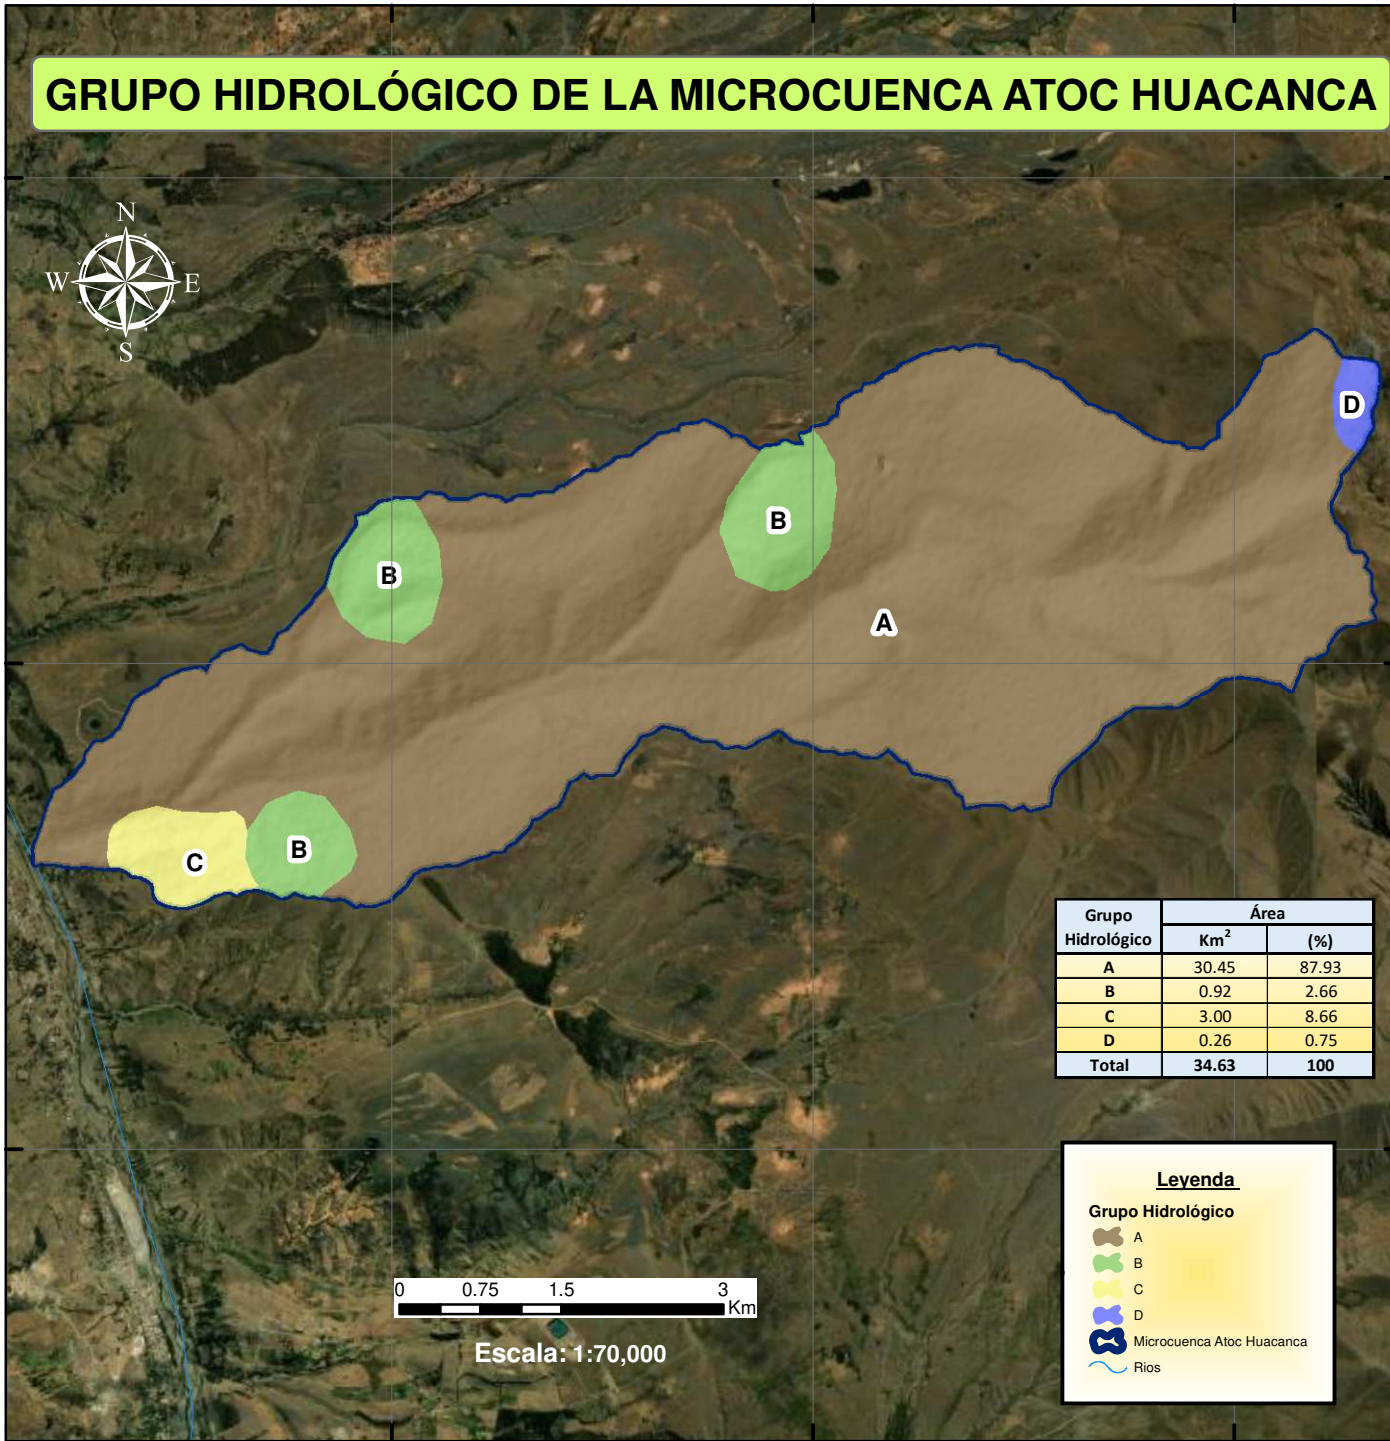 GRUPO HIDROLÓGICO DE LA MICROCUENCA ATOC HUACANCA
N
W E
S
D
B
B
A
C
B
Grupo Hidrológico Área
Km² (%)
A 30.45 87.93
B 0.92 2.66
C 3.00 8.66
D 0.26 0.75
Total 34.63 100
Leyenda
Grupo Hidrológico
A
B
C
D
Microcuenca Atoc Huacanca
Rios
0 0.75 1.5 3
Km
Escala: 1:70,000